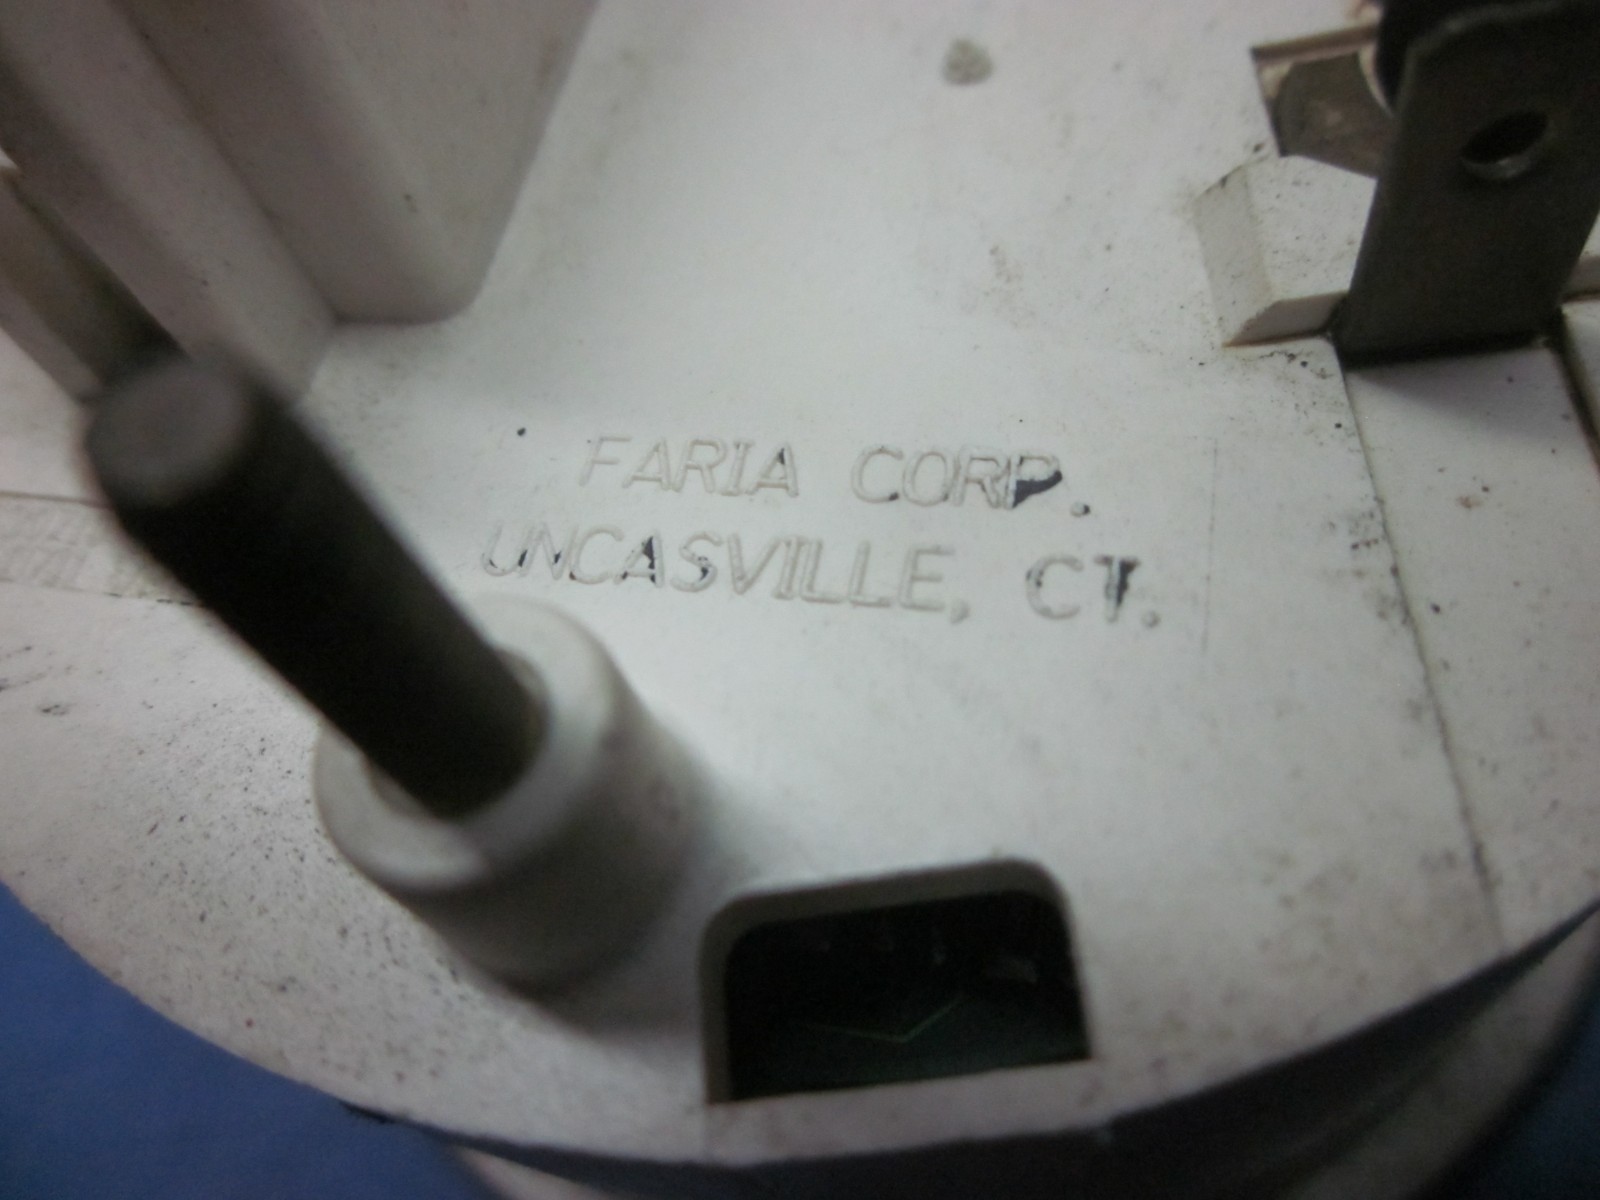 FARIA CORP.
UNCASVILLE, CT.